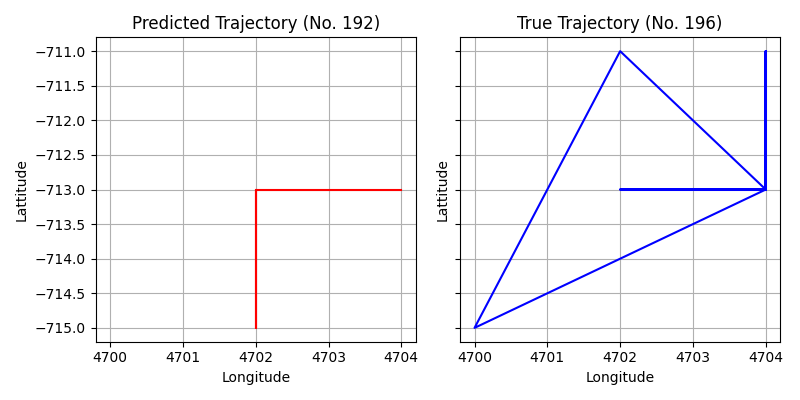 Predicted Trajectory (No. 192)
True Trajectory (No. 196)
−711.0
−711.5
−712.0
−712.5
−713.0
−713.5
−714.0
−714.5
−715.0
Lattitude
Lattitude
4700 4701 4702 4703 4704
4700 4701 4702 4703 4704
Longitude
Longitude